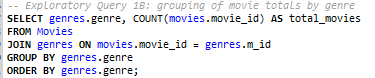 -- Exploratory Query 1B: grouping of movie totals by genre
SELECT genres.genre, COUNT(movies.movie_id) AS total_movies
FROM Movies
JOIN genres ON movies.movie_id = genres.m_id
GROUP BY genres.genre
ORDER BY genres.genre;